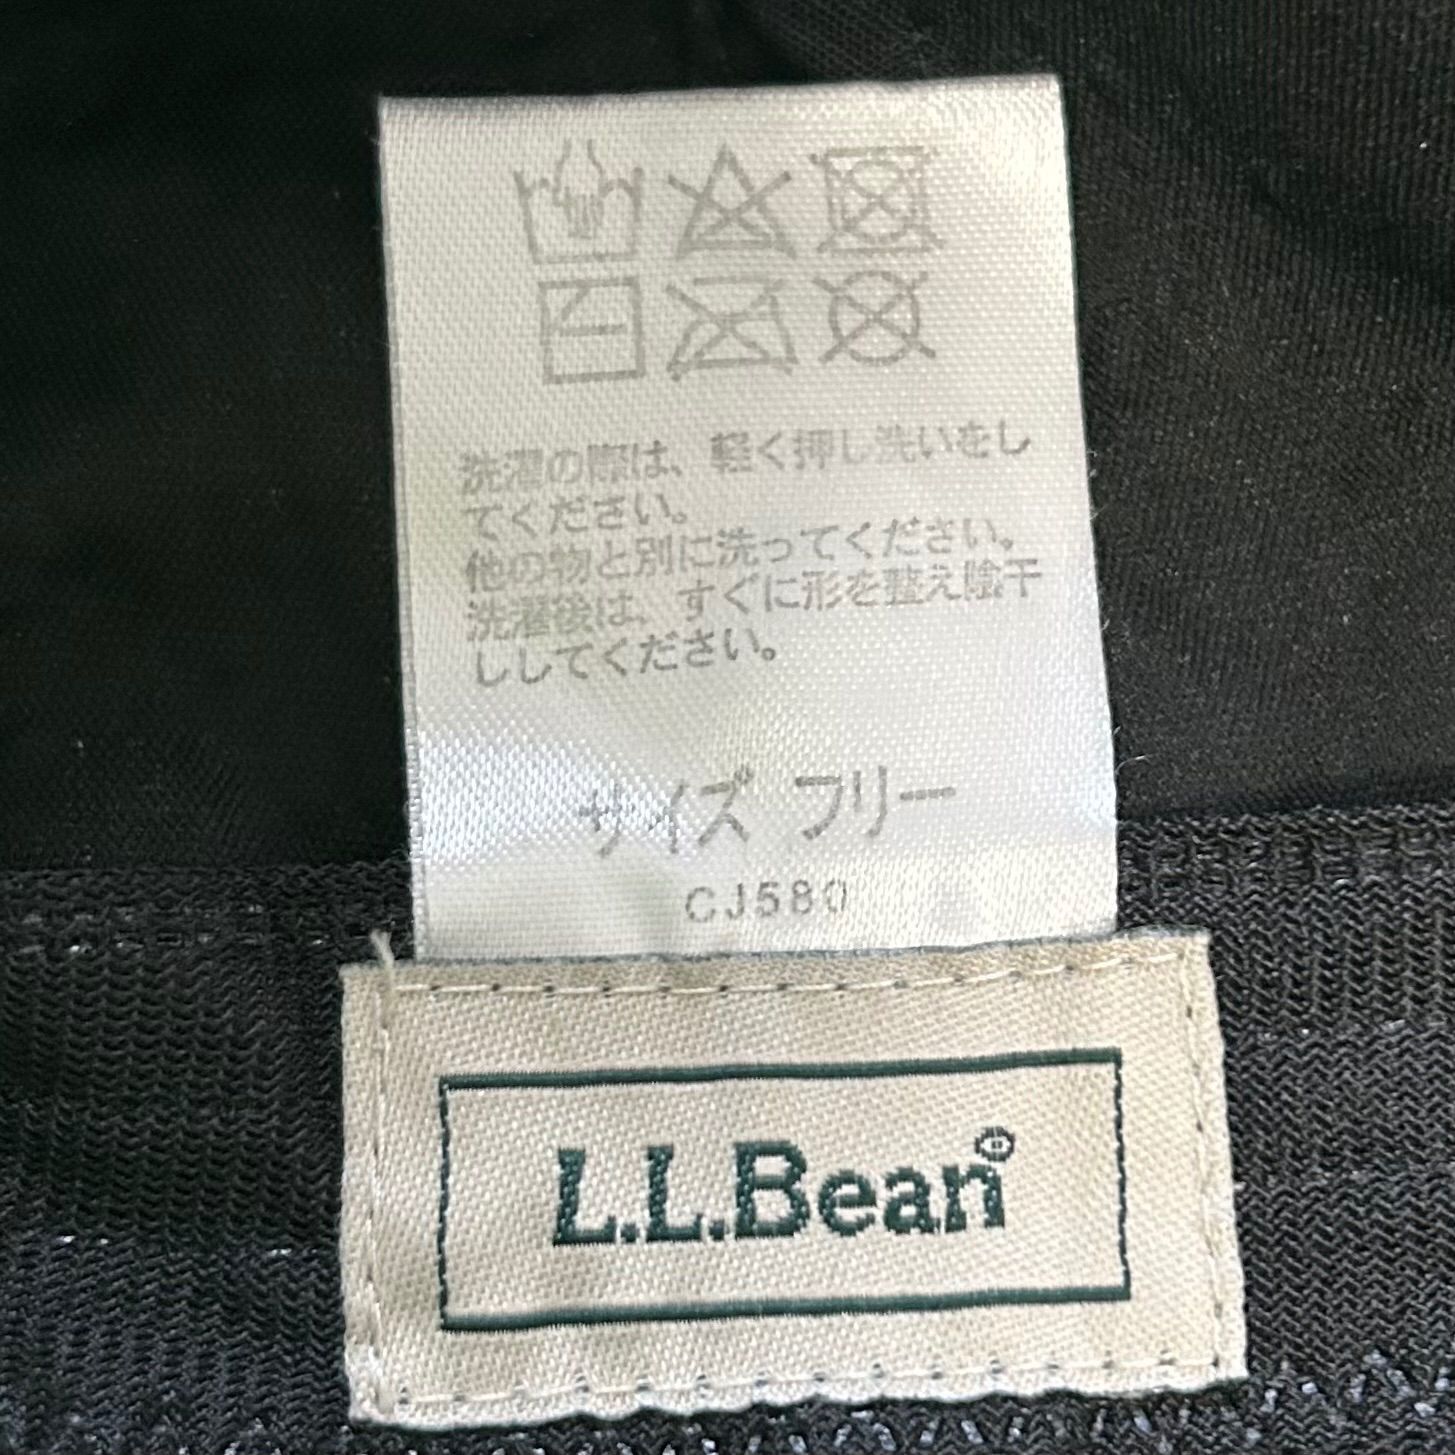 洗濯の際は、軽く押し洗いをし
てください。
他の物と別に洗ってください。
洗濯後は、すぐに形を整え陰干
ししてください。
サイズ フリー
CJ580
L.L.Bean®